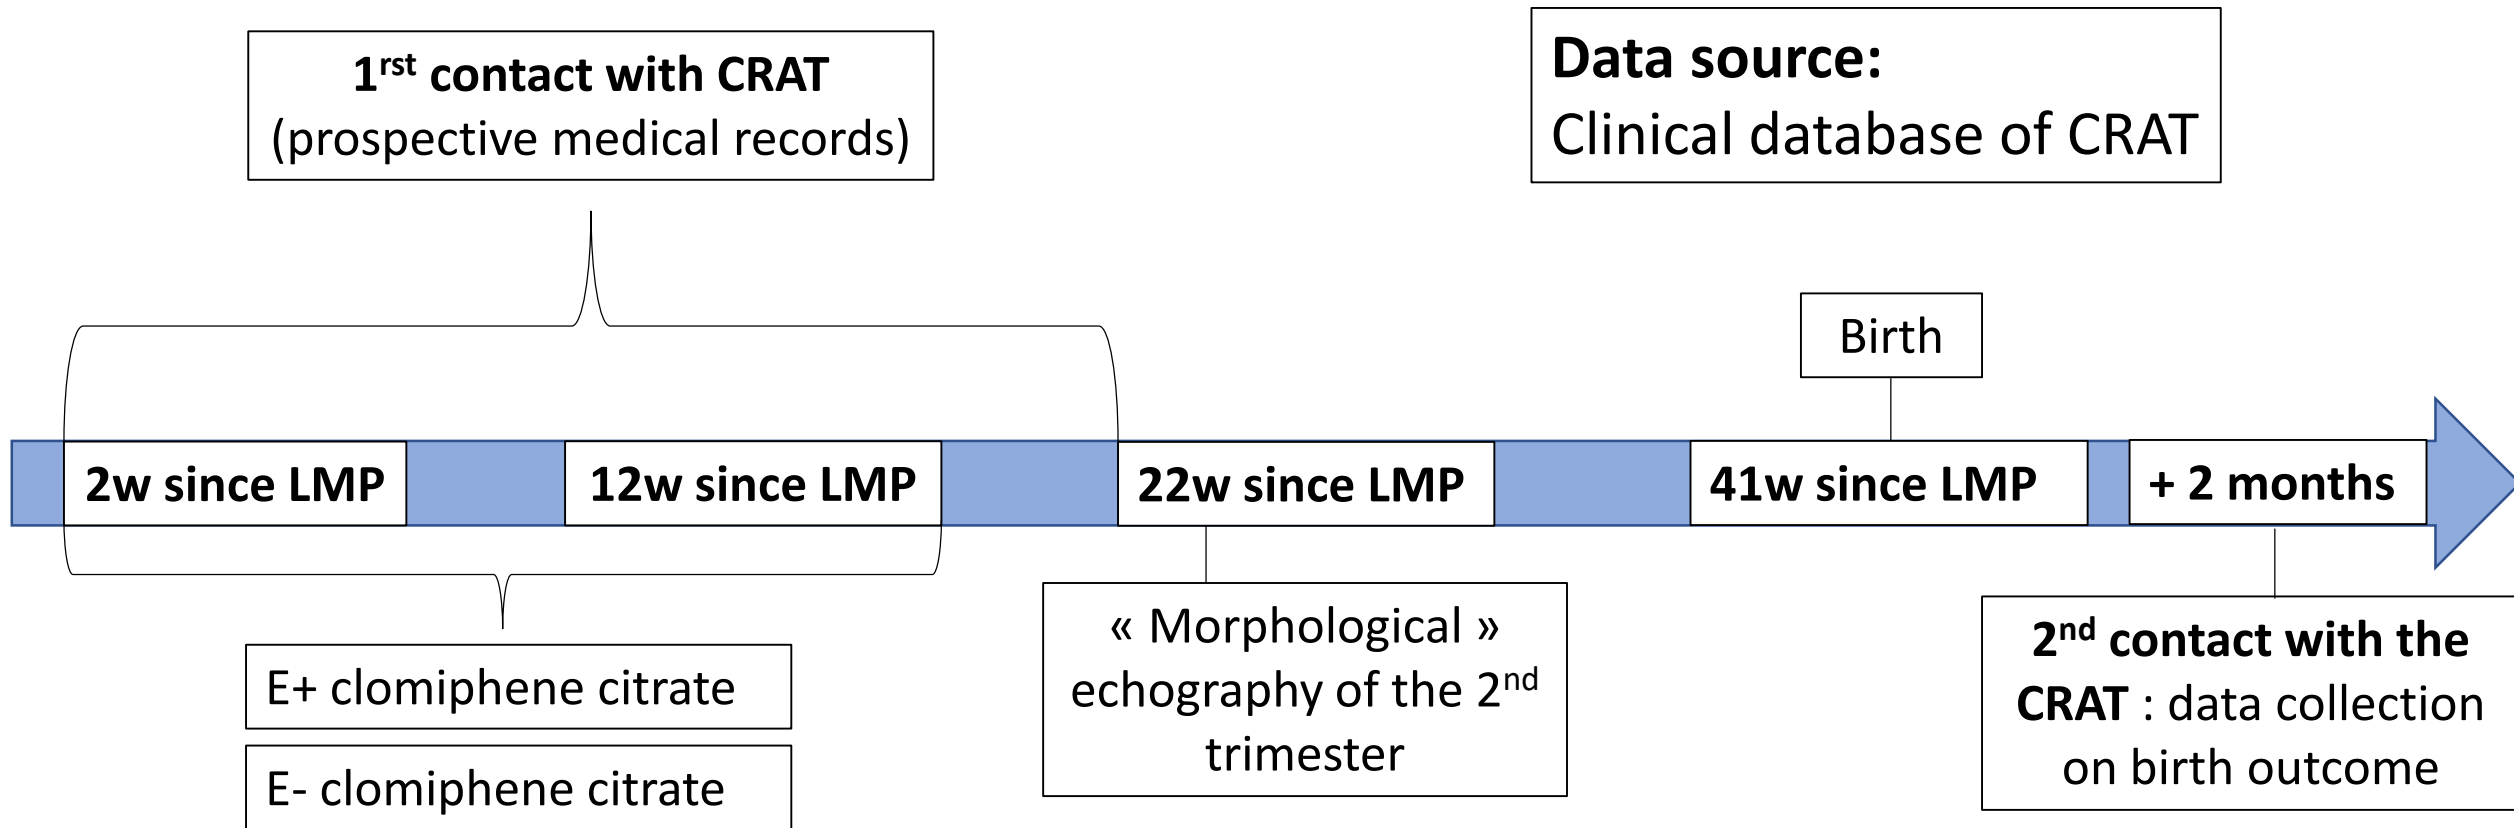 1rst contact with CRAT
(prospective medical records)
Data source:
Clinical database of CRAT
Birth
2w since LMP
12w since LMP
22w since LMP
41w since LMP
+ 2 months
E+ clomiphene citrate
E- clomiphene citrate
« Morphological »
echography of the 2nd
trimester
2nd contact with the
CRAT : data collection
on birth outcome